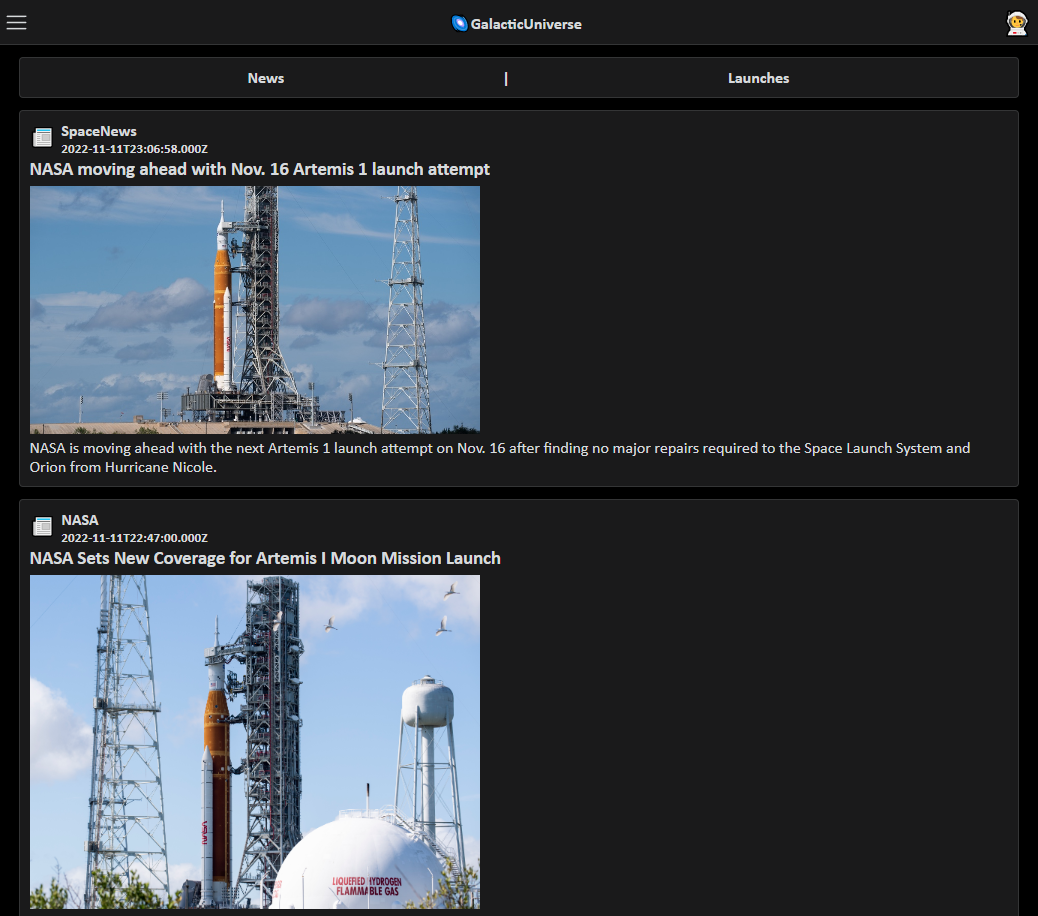 GalacticUniverse
News | Launches
SpaceNews
2022-11-11T23:06:58.000Z
NASA moving ahead with Nov. 16 Artemis 1 launch attempt
NASA
NASA is moving ahead with the next Artemis 1 launch attempt on Nov. 16 after finding no major repairs required to the Space Launch System and
Orion from Hurricane Nicole.
NASA
2022-11-11T22:47:00.000Z
NASA Sets New Coverage for Artemis I Moon Mission Launch
NASA
LIQUEFIED HYDROGEN
FLAMMABLE GAS